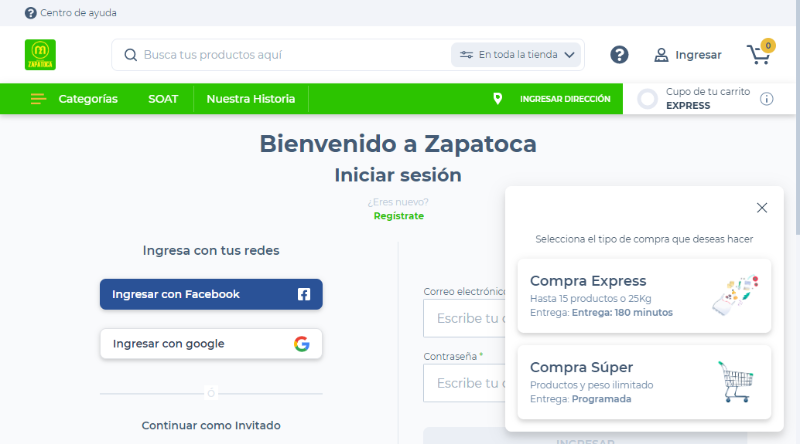 Centro de ayuda
m
ZAPATOCA
Busca tus productos aquí
En toda la tienda
?
Ingresar
0
Categorías
SOAT
Nuestra Historia
INGRESAR DIRECCIÓN
Cupo de tu carrito
EXPRESS
Bienvenido a Zapatoca
Iniciar sesión
¿Eres nuevo?
Regístrate
Ingresa con tus redes
Ingresar con Facebook
Ingresar con google
Ó
Continuar como Invitado
Correo electrónico
Escribe tu c
Contraseña *
Escribe tu c
INGRESAR
Selecciona el tipo de compra que deseas hacer
Compra Express
Hasta 15 productos o 25Kg
Entrega: Entrega: 180 minutos
Compra Súper
Productos y peso ilimitado
Entrega: Programada